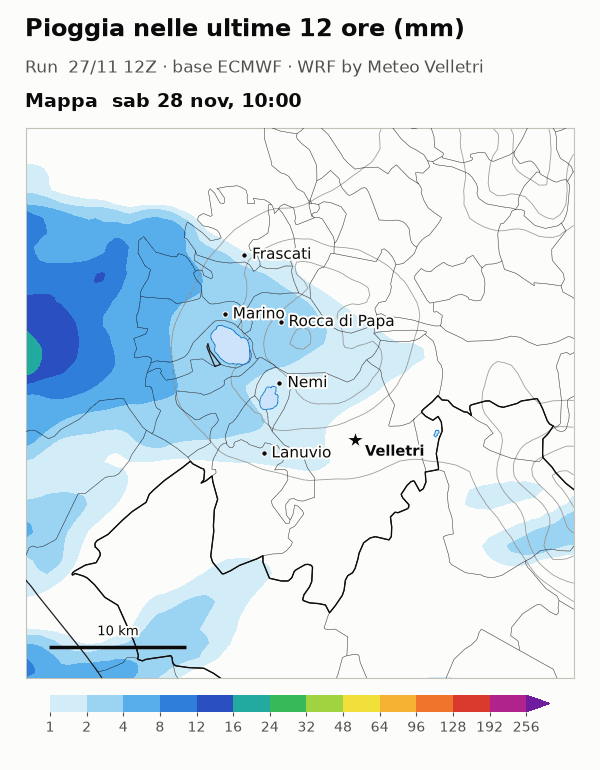 Pioggia nelle ultime 12 ore (mm)
Run 27/11 12Z · base ECMWF · WRF by Meteo Velletri
Mappa sab 28 nov, 10:00
Frascati
Marino
Rocca di Papa
Nemi
Velletri
Lanuvio
10 km
1 2 4 8 12 16 24 32 48 64 96 128 192 256